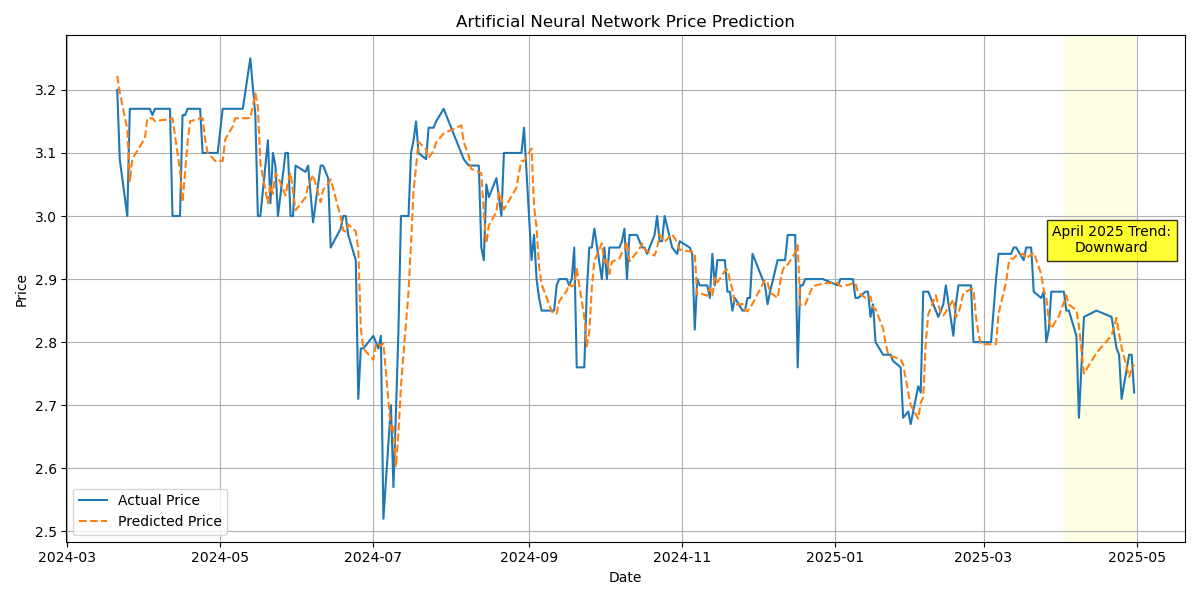 Artificial Neural Network Price Prediction
Price
3.2
3.1
3.0
2.9
2.8
2.7
2.6
2.5
April 2025 Trend:
Downward
Actual Price
Predicted Price
2024-03 2024-05 2024-07 2024-09 2024-11 2025-01 2025-03 2025-05
Date